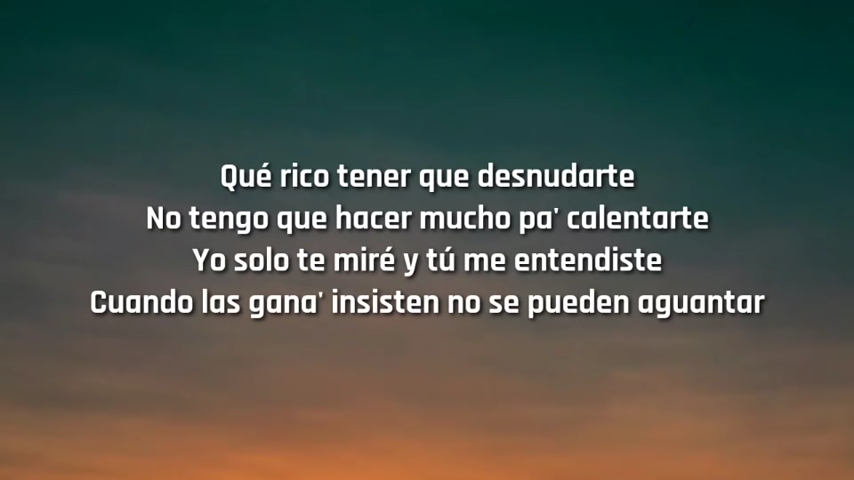 Qué rico tener que desnudarte
No tengo que hacer mucho pa' calentarte
Yo solo te miré y tú me entendiste
Cuando las gana' insisten no se pueden aguantar